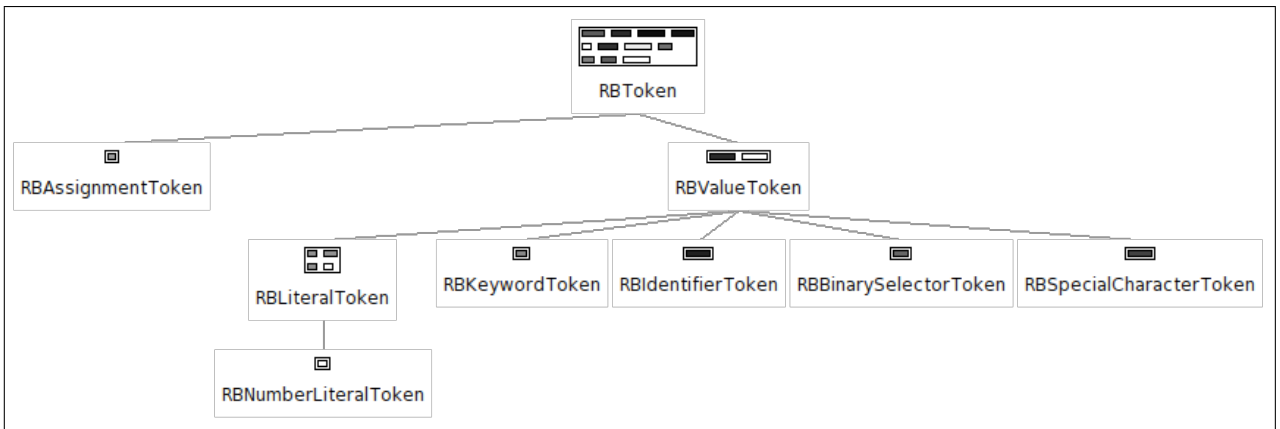 RBToken
RBAssignmentToken
RBValueToken
RBLiteralToken
RBKeywordToken
RBIdentifierToken
RBBinarySelectorToken
RBSpecialCharacterToken
RBNumberLiteralToken